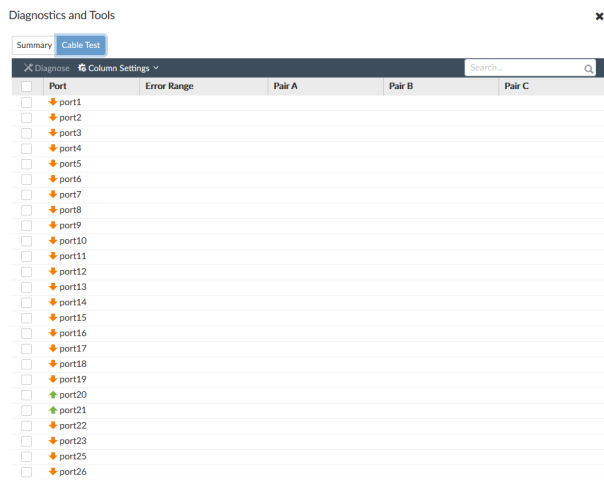 Diagnostics and Tools
Summary Cable Test
Diagnose Column Settings Search...
Port Error Range Pair A Pair B Pair C
port1
port2
port3
port4
port5
port6
port7
port8
port9
port10
port11
port12
port13
port14
port15
port16
port17
port18
port19
port20
port21
port22
port23
port25
port26